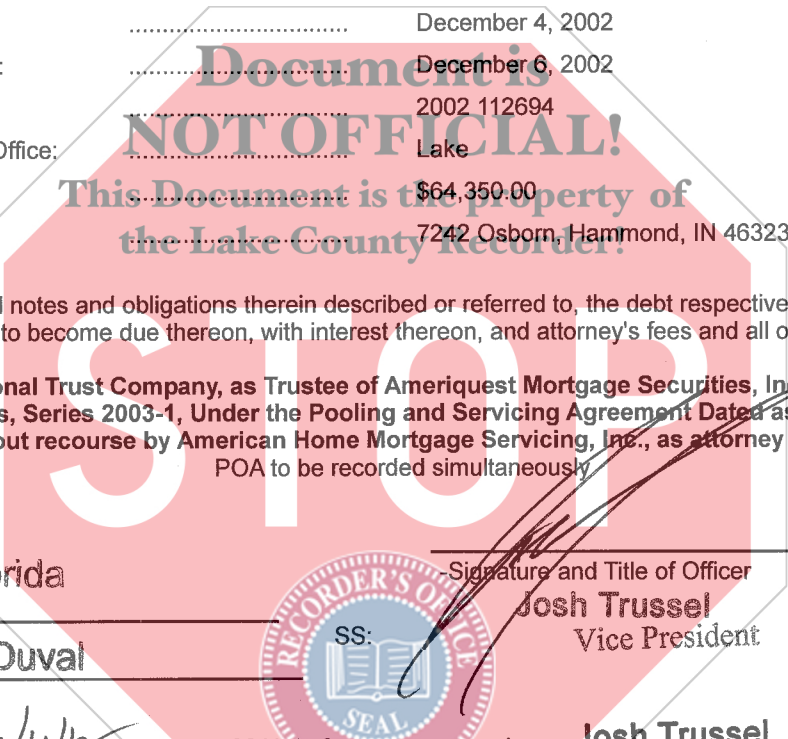 December 4, 2002
Document is
: December 6, 2002
2002 112694
NOT OFFICIAL!
Office: Lake
This Document is the property of
$64,350.00
the Lake County Recorder!
7242 Osborn, Hammond, IN 46323
notes and obligations therein described or referred to, the debt respective
to become due thereon, with interest thereon, and attorney's fees and all o
onal Trust Company, as Trustee of Ameriquest Mortgage Securities, In
s, Series 2003-1, Under the Pooling and Servicing Agreement Dated as
out recourse by American Home Mortgage Servicing, Inc., as attorney
POA to be recorded simultaneously
STOP
Signature and Title of Officer
orida
Josh Trussel
RECORDER'S OFFICE
SS:
Vice President
Duval
SEAL
Josh Trussel